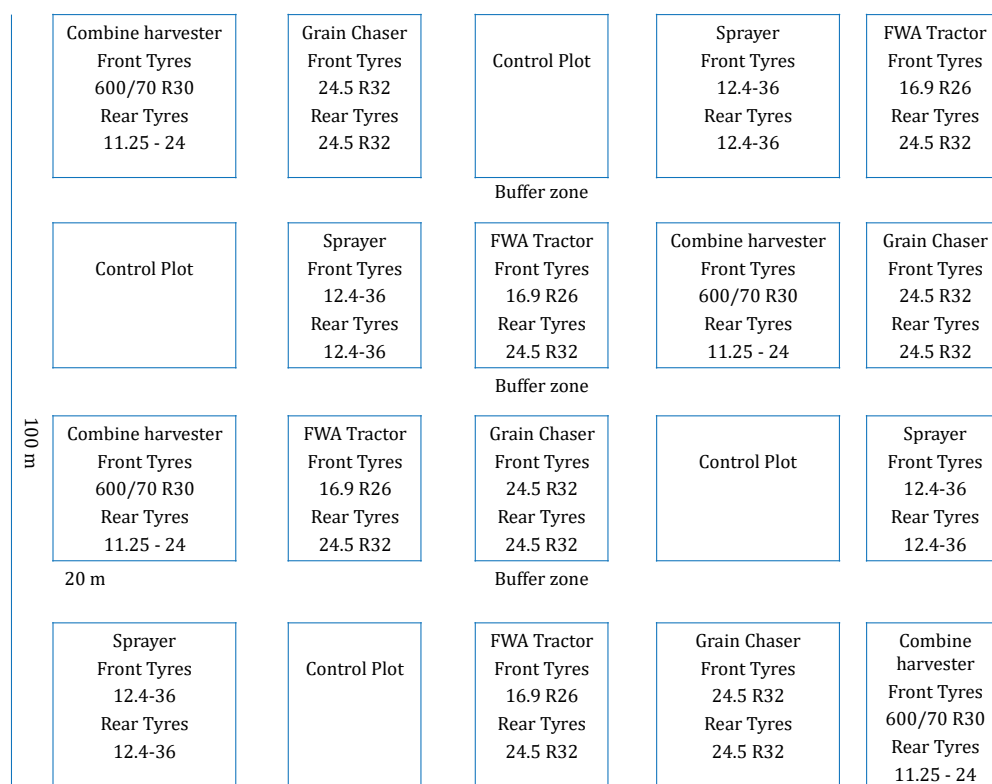 Combine harvester
Front Tyres
600/70 R30
Rear Tyres
11.25 - 24
Grain Chaser
Front Tyres
24.5 R32
Rear Tyres
24.5 R32
Control Plot
Sprayer
Front Tyres
12.4-36
Rear Tyres
12.4-36
FWA Tractor
Front Tyres
16.9 R26
Rear Tyres
24.5 R32
Buffer zone
Control Plot
Sprayer
Front Tyres
12.4-36
Rear Tyres
12.4-36
FWA Tractor
Front Tyres
16.9 R26
Rear Tyres
24.5 R32
Combine harvester
Front Tyres
600/70 R30
Rear Tyres
11.25 - 24
Grain Chaser
Front Tyres
24.5 R32
Rear Tyres
24.5 R32
Buffer zone
100 m
Combine harvester
Front Tyres
600/70 R30
Rear Tyres
11.25 - 24
FWA Tractor
Front Tyres
16.9 R26
Rear Tyres
24.5 R32
Grain Chaser
Front Tyres
24.5 R32
Rear Tyres
24.5 R32
Control Plot
Sprayer
Front Tyres
12.4-36
Rear Tyres
12.4-36
20 m
Buffer zone
Sprayer
Front Tyres
12.4-36
Rear Tyres
12.4-36
Control Plot
FWA Tractor
Front Tyres
16.9 R26
Rear Tyres
24.5 R32
Grain Chaser
Front Tyres
24.5 R32
Rear Tyres
24.5 R32
Combine
harvester
Front Tyres
600/70 R30
Rear Tyres
11.25 - 24